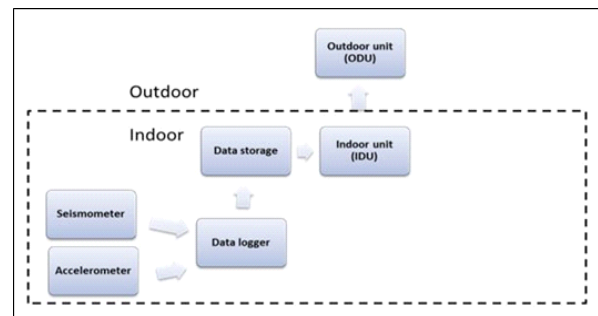 Outdoor unit
(ODU)
Outdoor
Indoor
Data storage
Indoor unit
(IDU)
Seismometer
Data logger
Accelerometer